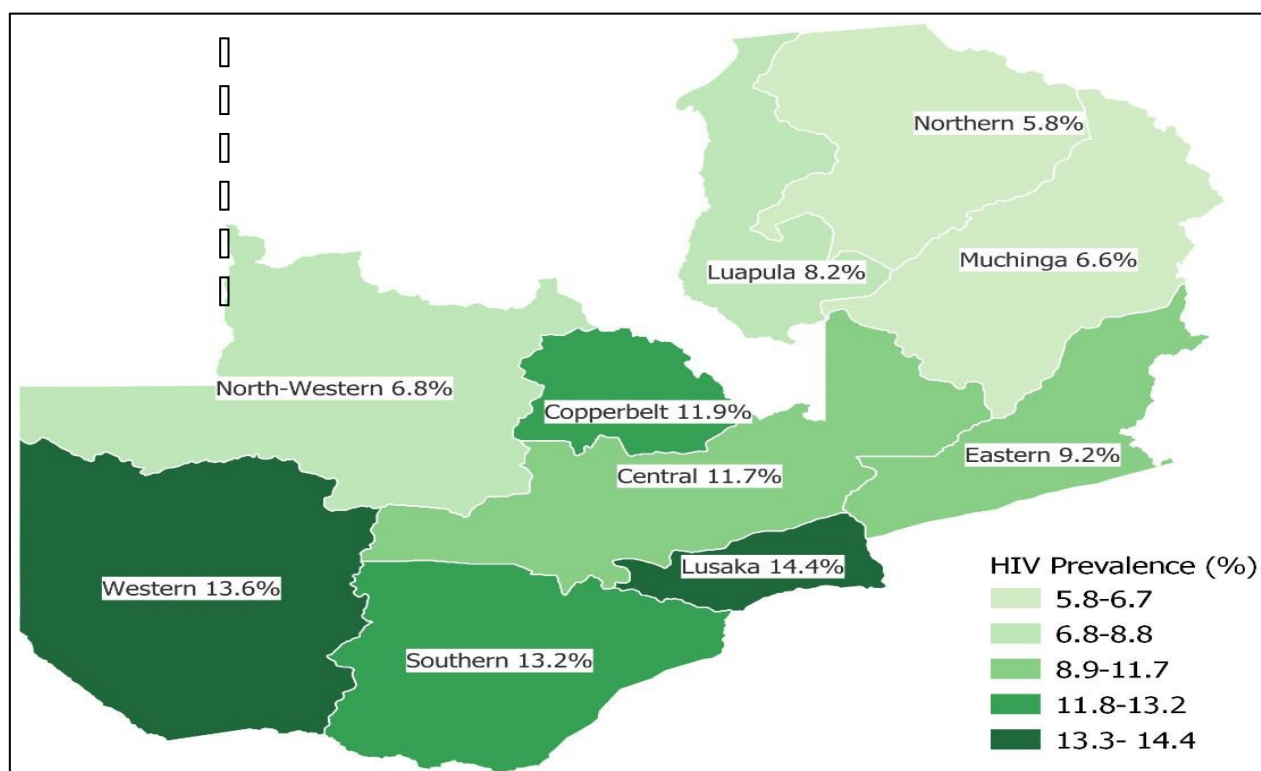 Northern 5.8%
Muchinga 6.6%
Luapula 8.2%
North-Western 6.8%
Copperbelt 11.9%
Eastern 9.2%
Central 11.7%
Lusaka 14.4%
Western 13.6%
Southern 13.2%
HIV Prevalence (%)
5.8-6.7
6.8-8.8
8.9-11.7
11.8-13.2
13.3- 14.4